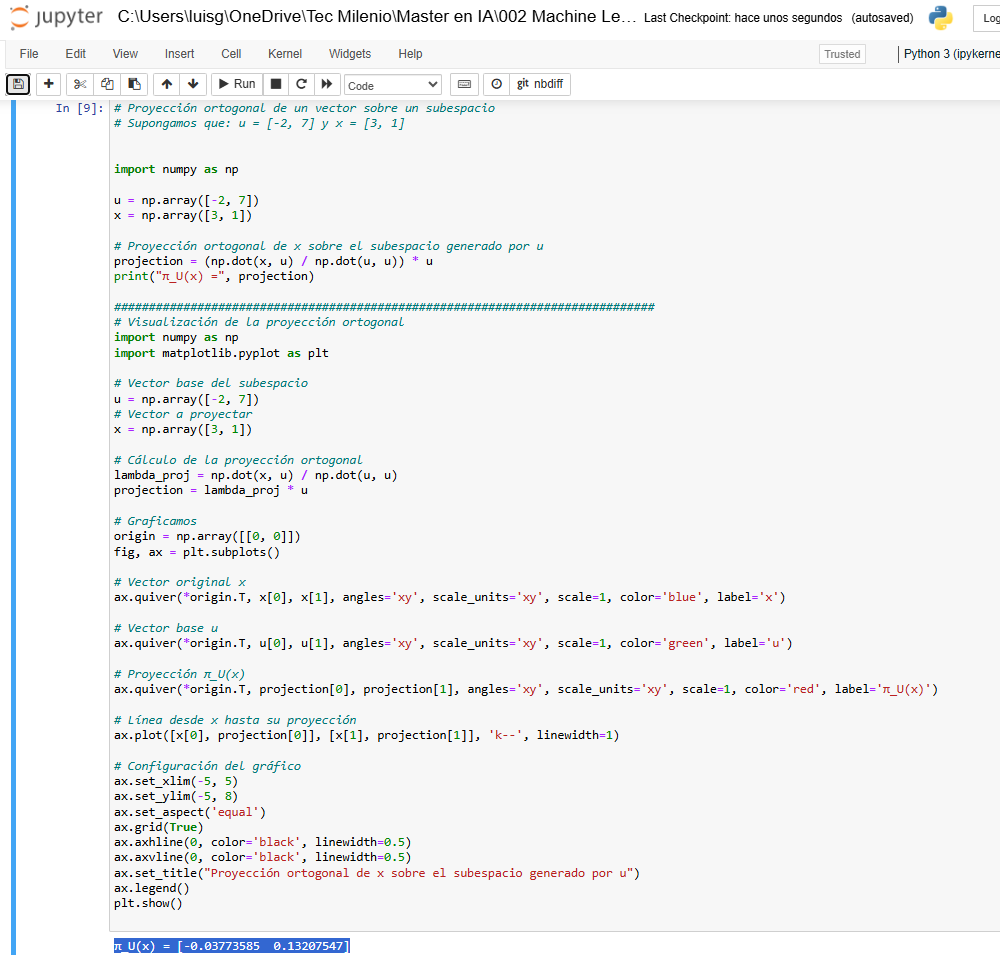 jupyter C:\Users\luisg\OneDrive\Tec Milenio\Master en IA\002 Machine Le... Last Checkpoint: hace unos segundos (autosaved) Log
File Edit View Insert Cell Kernel Widgets Help Trusted Python 3 (ipykerne
Run Code git nbdiff
In [9]: # Proyección ortogonal de un vector sobre un subespacio
# Supongamos que: u = [-2, 7] y x = [3, 1]
import numpy as np
u = np.array([-2, 7])
x = np.array([3, 1])
# Proyección ortogonal de x sobre el subespacio generado por u
projection = (np.dot(x, u) / np.dot(u, u)) * u
print("π_U(x) =", projection)
##############################################################################
# Visualización de la proyección ortogonal
import numpy as np
import matplotlib.pyplot as plt
# Vector base del subespacio
u = np.array([-2, 7])
# Vector a proyectar
x = np.array([3, 1])
# Cálculo de la proyección ortogonal
lambda_proj = np.dot(x, u) / np.dot(u, u)
projection = lambda_proj * u
# Graficamos
origin = np.array([[0, 0]])
fig, ax = plt.subplots()
# Vector original x
ax.quiver(*origin.T, x[0], x[1], angles='xy', scale_units='xy', scale=1, color='blue', label='x')
# Vector base u
ax.quiver(*origin.T, u[0], u[1], angles='xy', scale_units='xy', scale=1, color='green', label='u')
# Proyección π_U(x)
ax.quiver(*origin.T, projection[0], projection[1], angles='xy', scale_units='xy', scale=1, color='red', label='π_U(x)')
# Línea desde x hasta su proyección
ax.plot([x[0], projection[0]], [x[1], projection[1]], 'k--', linewidth=1)
# Configuración del gráfico
ax.set_xlim(-5, 5)
ax.set_ylim(-5, 8)
ax.set_aspect('equal')
ax.grid(True)
ax.axhline(0, color='black', linewidth=0.5)
ax.axvline(0, color='black', linewidth=0.5)
ax.set_title("Proyección ortogonal de x sobre el subespacio generado por u")
ax.legend()
plt.show()
π_U(x) = [-0.03773585 0.13207547]